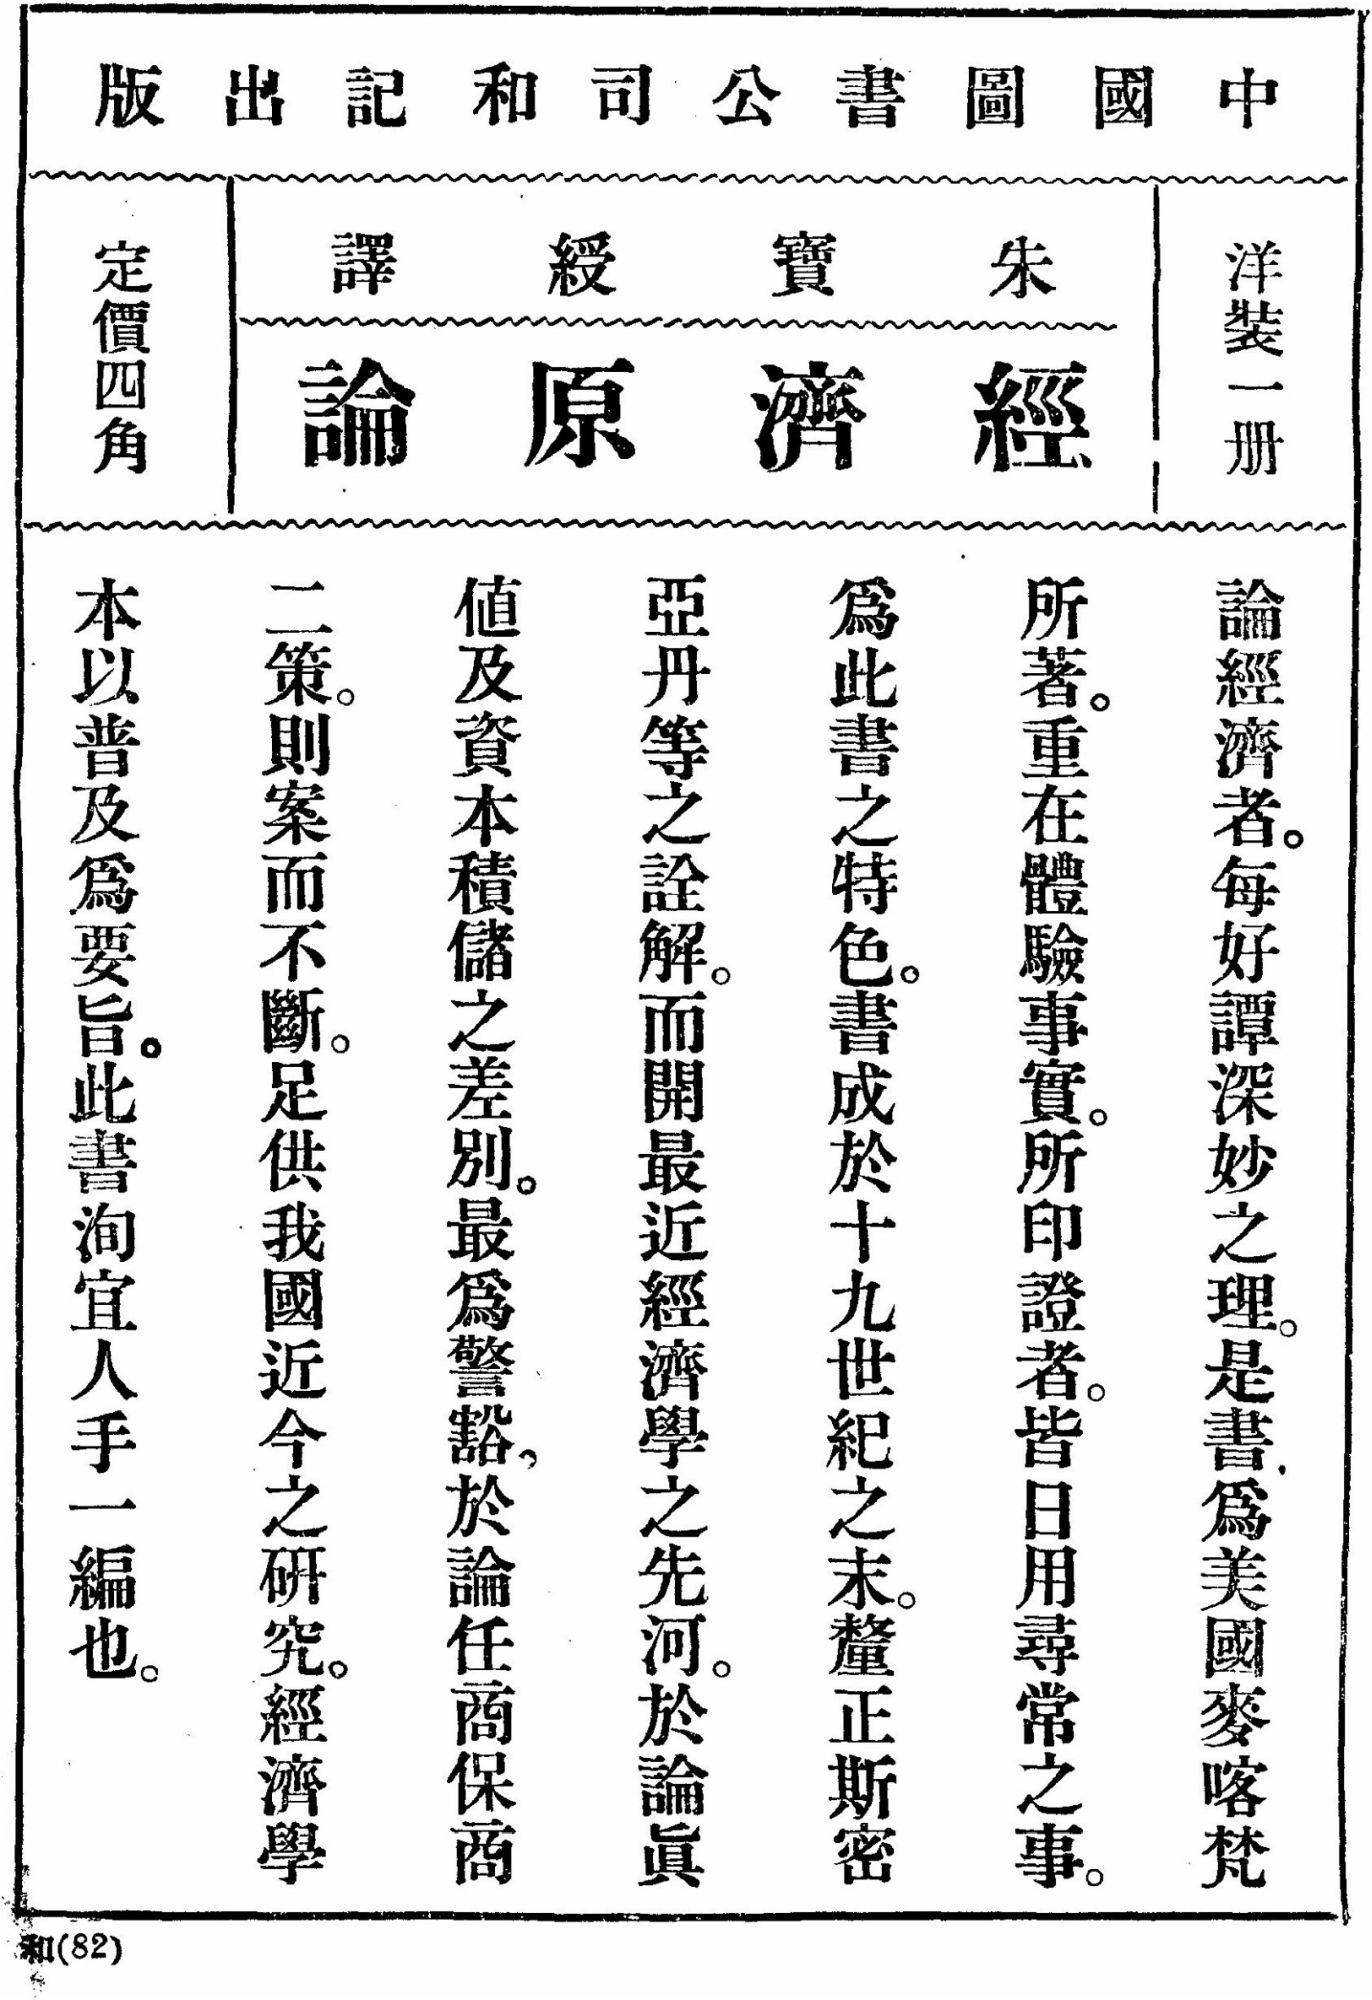 中國圖書公司和記出版
洋裝一册
朱寶綬譯
經濟原論
定價四角
論經濟者。每好譚深妙之理。是書爲美國麥喀梵
所著。重在體驗事實。所印證者。皆日用尋常之事。
爲此書之特色。書成於十九世紀之末。釐正斯密
亞丹等之詮解。而開最近經濟學之先河。於論眞
値及資本積儲之差別。最爲警豁。於論任商保商
二策。則案而不斷。足供我國近今之研究。經濟學
本以普及爲要旨。此書洵宜人手一編也。
和(82)